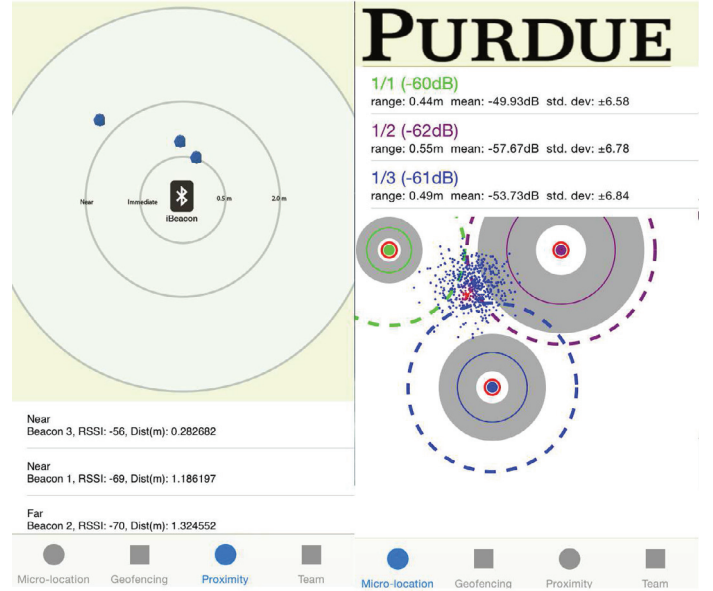 Near
Immediate
0.5 m
2.0 m
iBeacon
Near
Beacon 3, RSSI: -56, Dist(m): 0.282682
Near
Beacon 1, RSSI: -69, Dist(m): 1.186197
Far
Beacon 2, RSSI: -70, Dist(m): 1.324552
Micro-location
Geofencing
Proximity
Team
PURDUE
1/1 (-60dB)
range: 0.44m mean: -49.93dB std. dev: ±6.58
1/2 (-62dB)
range: 0.55m mean: -57.67dB std. dev: ±6.78
1/3 (-61dB)
range: 0.49m mean: -53.73dB std. dev: ±6.84
Micro-location
Geofencing
Proximity
Team